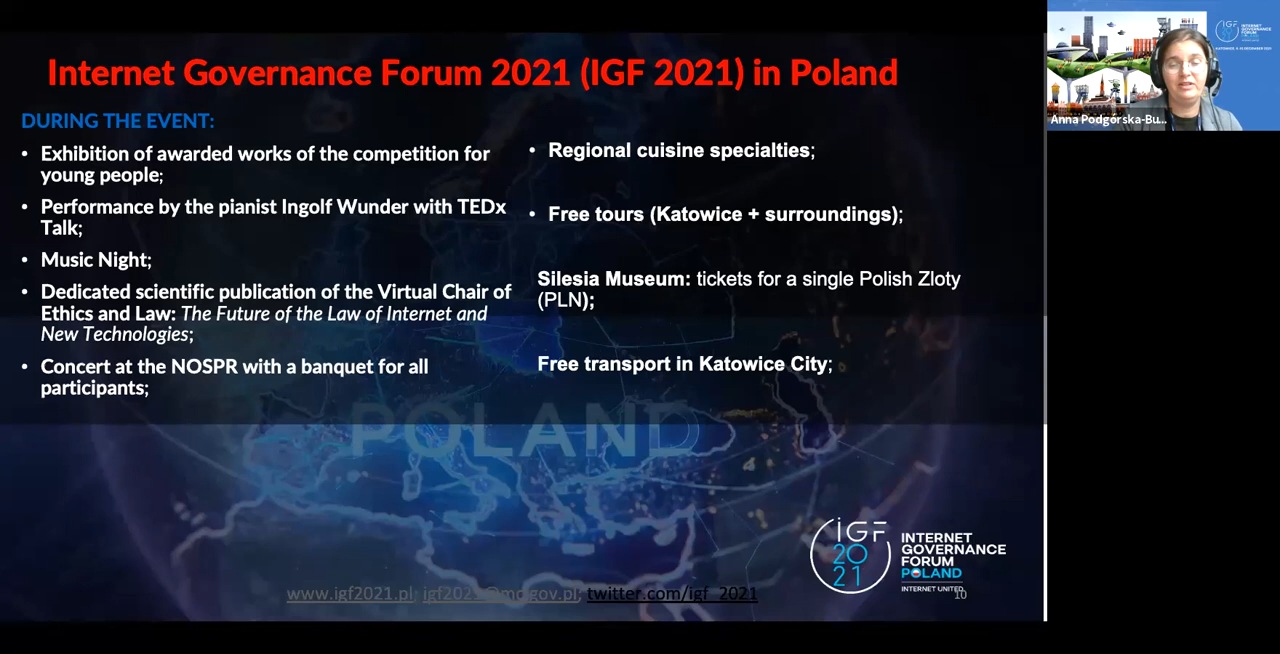 Internet Governance Forum 2021 (IGF 2021) in Poland
DURING THE EVENT:
• Exhibition of awarded works of the competition for
young people;
• Performance by the pianist Ingolf Wunder with TEDx
Talk;
• Music Night;
• Dedicated scientific publication of the Virtual Chair of
Ethics and Law: The Future of the Law of Internet and
New Technologies;
• Concert at the NOSPR with a banquet for all
participants;
• Regional cuisine specialties;
• Free tours (Katowice + surroundings);
Silesia Museum: tickets for a single Polish Zloty
(PLN);
Free transport in Katowice City;
POLAND
www.igf2021.pl; twitter.com/igf_2021
IGF
20
21
INTERNET
GOVERNANCE
FORUM
POLAND
INTERNET UNITED
10
INTERNET
GOVERNANCE
FORUM
Anna Podgórska-Bu...